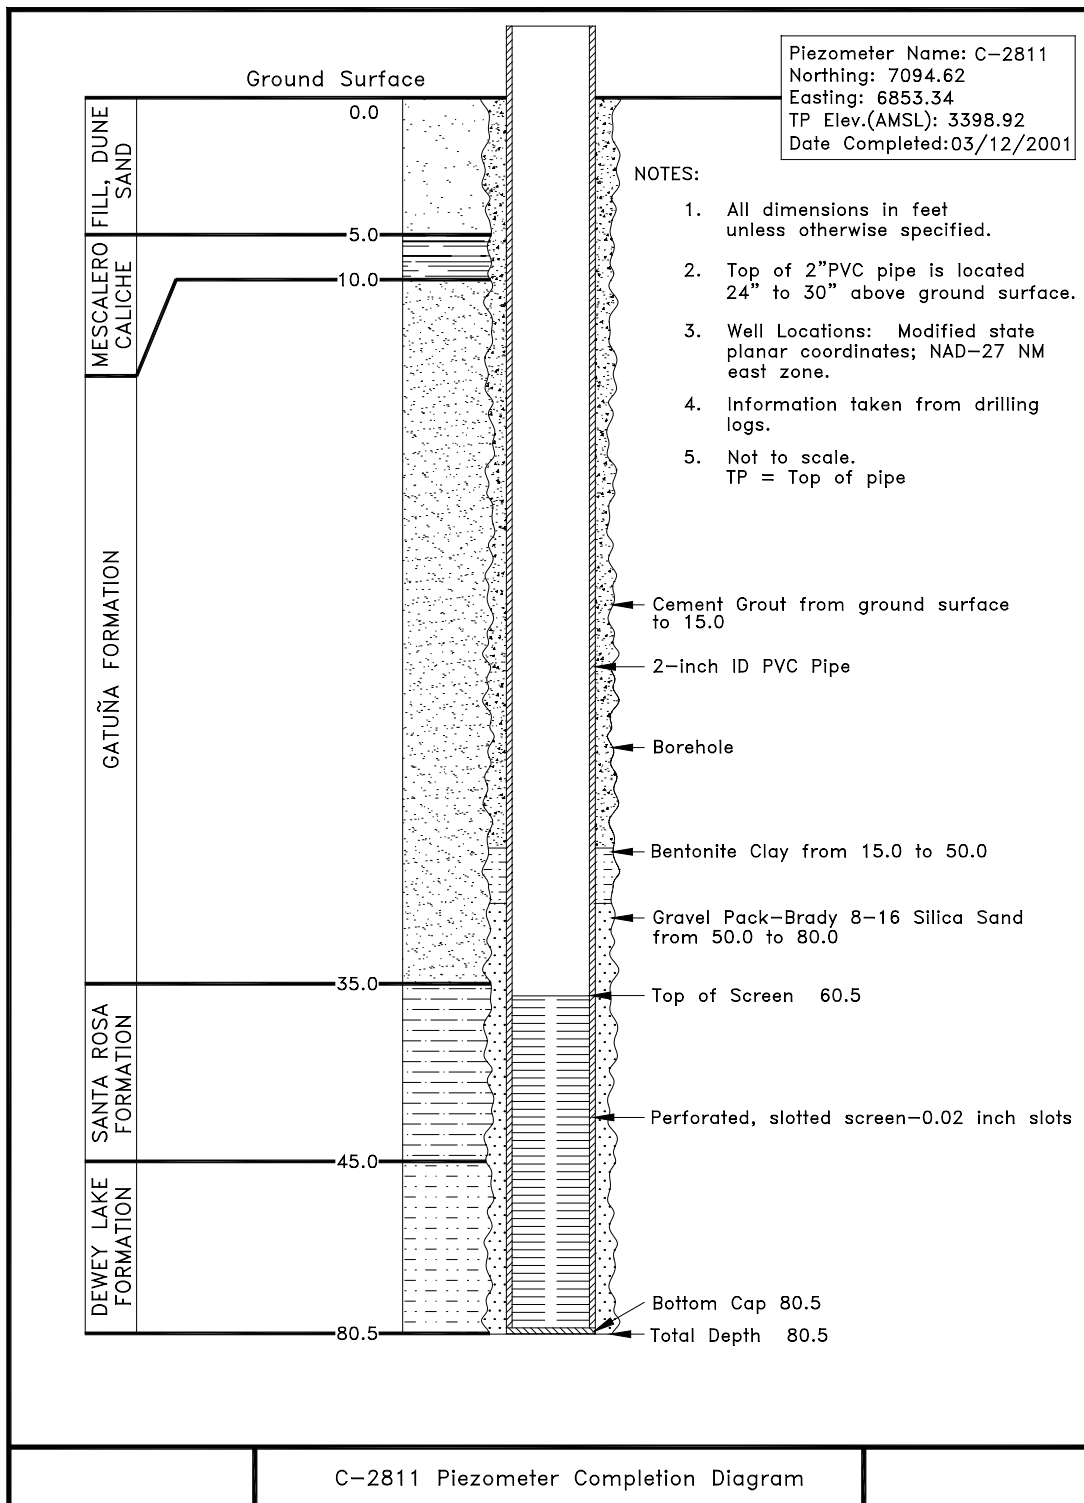 Piezometer Name: C-2811
Northing: 7094.62
Easting: 6853.34
TP Elev.(AMSL): 3398.92
Date Completed:03/12/2001
Ground Surface
0.0
FILL, DUNE
SAND
5.0
MESCALERO
CALICHE
10.0
GATUÑA FORMATION
35.0
SANTA ROSA
FORMATION
45.0
DEWEY LAKE
FORMATION
80.5
NOTES:
1. All dimensions in feet
unless otherwise specified.
2. Top of 2"PVC pipe is located
24" to 30" above ground surface.
3. Well Locations: Modified state
planar coordinates; NAD-27 NM
east zone.
4. Information taken from drilling
logs.
5. Not to scale.
TP = Top of pipe
Cement Grout from ground surface
to 15.0
2-inch ID PVC Pipe
Borehole
Bentonite Clay from 15.0 to 50.0
Gravel Pack-Brady 8-16 Silica Sand
from 50.0 to 80.0
Top of Screen 60.5
Perforated, slotted screen-0.02 inch slots
Bottom Cap 80.5
Total Depth 80.5
C-2811 Piezometer Completion Diagram